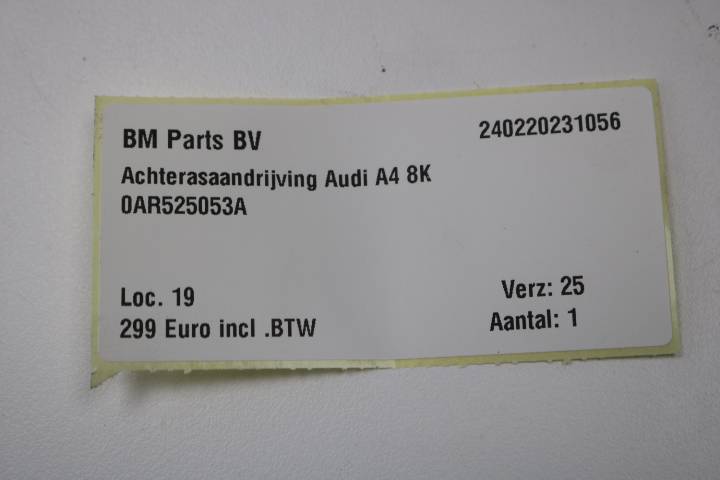 BM Parts BV 240220231056
Achterasaandrijving Audi A4 8K
0AR525053A
Loc. 19 Verz: 25
299 Euro incl .BTW Aantal: 1